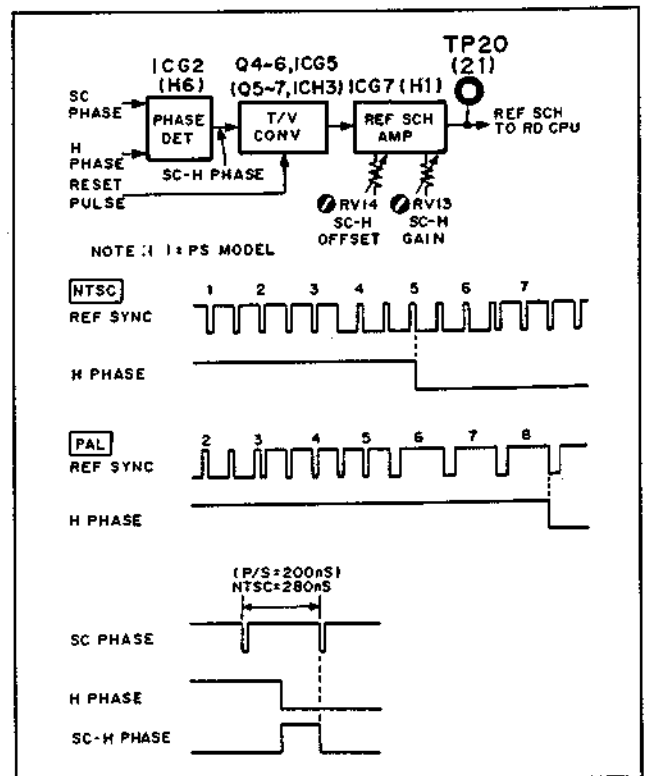 TP20
(21)
ICG2
(H6)
Q4~6,ICG5
(Q5~7,ICH3)
ICG7 (H1)
SC
PHASE
H
PHASE
RESET
PULSE
PHASE
DET
SC-H PHASE
T/V
CONV
REF SCH
AMP
REF SCH
TO RD CPU
RV14
SC-H
OFFSET
RV13
SC-H
GAIN
NOTE : ( ) = PS MODEL
NTSC
REF SYNC
1 2 3 4 5 6 7
H PHASE
PAL
REF SYNC
2 3 4 5 6 7 8
H PHASE
(P/S=200nS)
NTSC=280nS
SC PHASE
H PHASE
SC-H PHASE